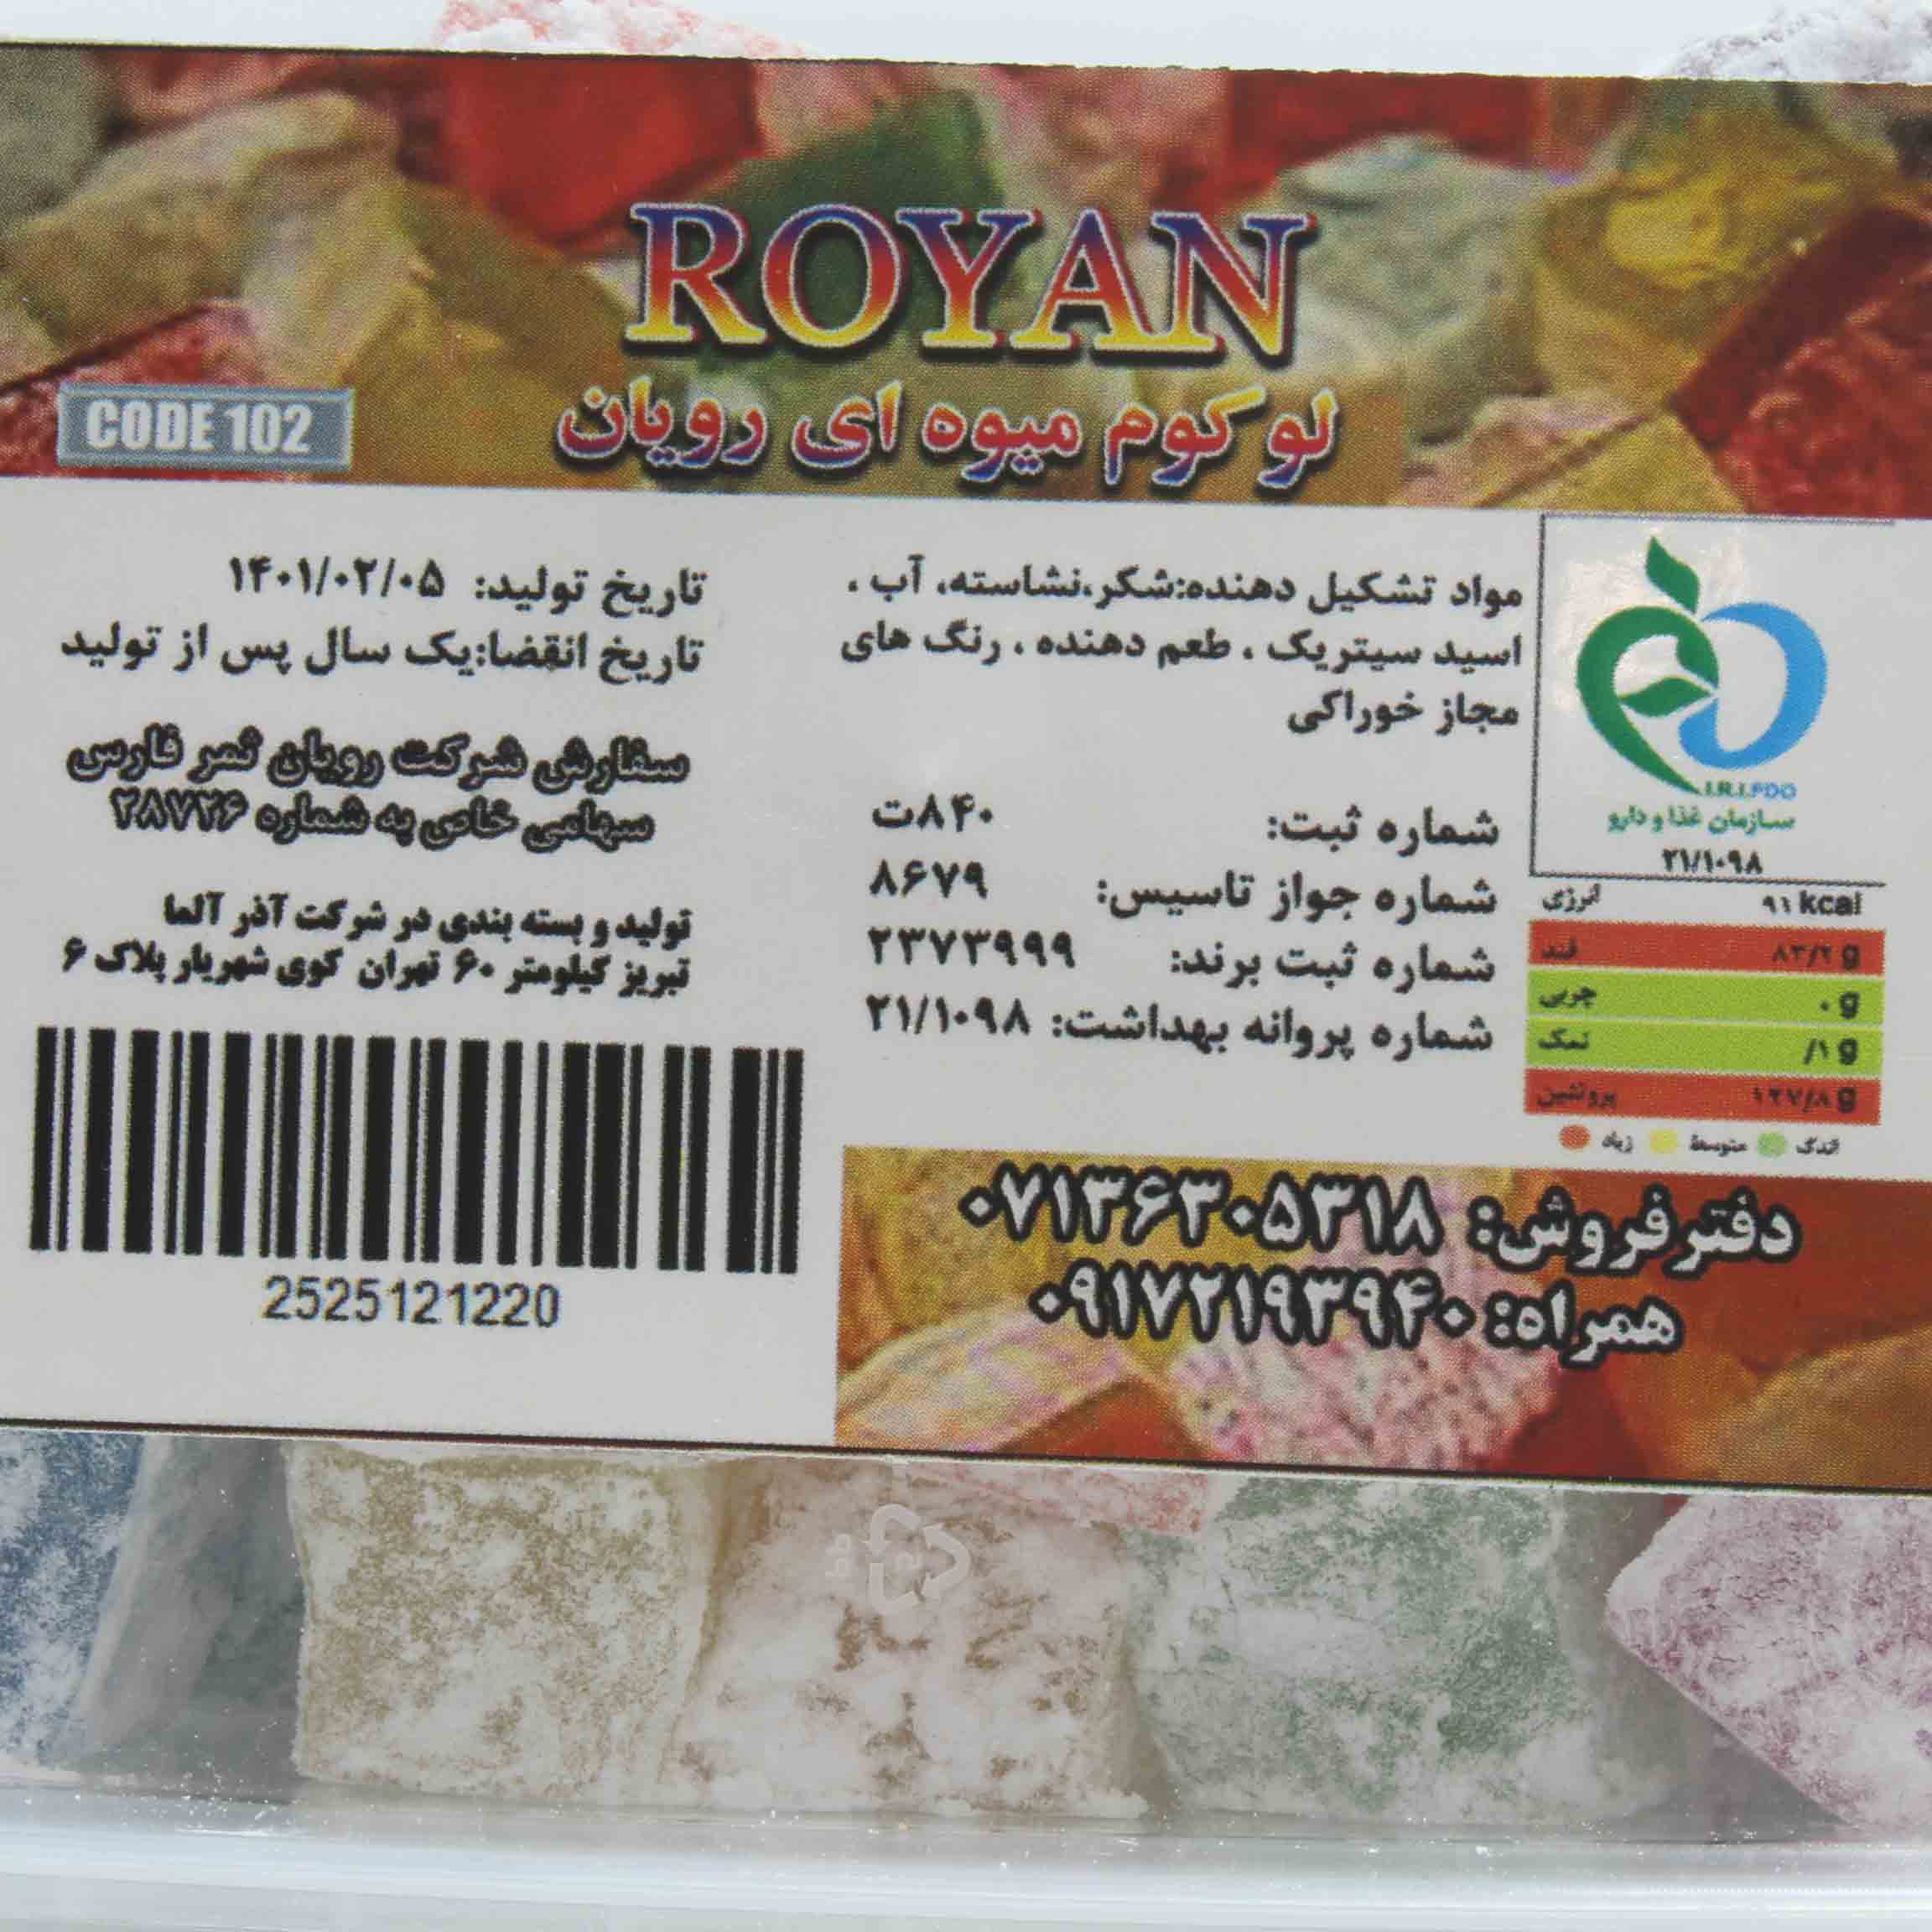 ROYAN
لوکوم میوه ای رویان
CODE 102
I.R.I.FDO
سازمان غذا و دارو
۲۱/۱۰۹۸
انرژی ۹۱ kcal
قند ۸۳/۲ g
چربی ۰ g
نمک /۱ g
پروتئین ۱۲۷/۸ g
اندک متوسط زیاد
مواد تشکیل دهنده:شکر،نشاسته، آب ،
اسید سیتریک ، طعم دهنده ، رنگ های
مجاز خوراکی
شماره ثبت: ۸۴۰ت
شماره جواز تاسیس: ۸۶۷۹
شماره ثبت برند: ۲۳۷۳۹۹۹
شماره پروانه بهداشت: ۲۱/۱۰۹۸
تاریخ تولید: ۱۴۰۱/۰۲/۰۵
تاریخ انقضا:یک سال پس از تولید
سفارش شرکت رویان ثمر فارس
سهامی خاص به شماره ۲۸۷۲۶
تولید و بسته بندی در شرکت آذر آلما
تبریز کیلومتر ۶۰ تهران کوی شهریار پلاک ۶
2525121220
دفتر فروش: ۰۷۱۳۶۳۰۵۳۱۸
همراه: ۰۹۱۷۲۱۹۳۹۴۰